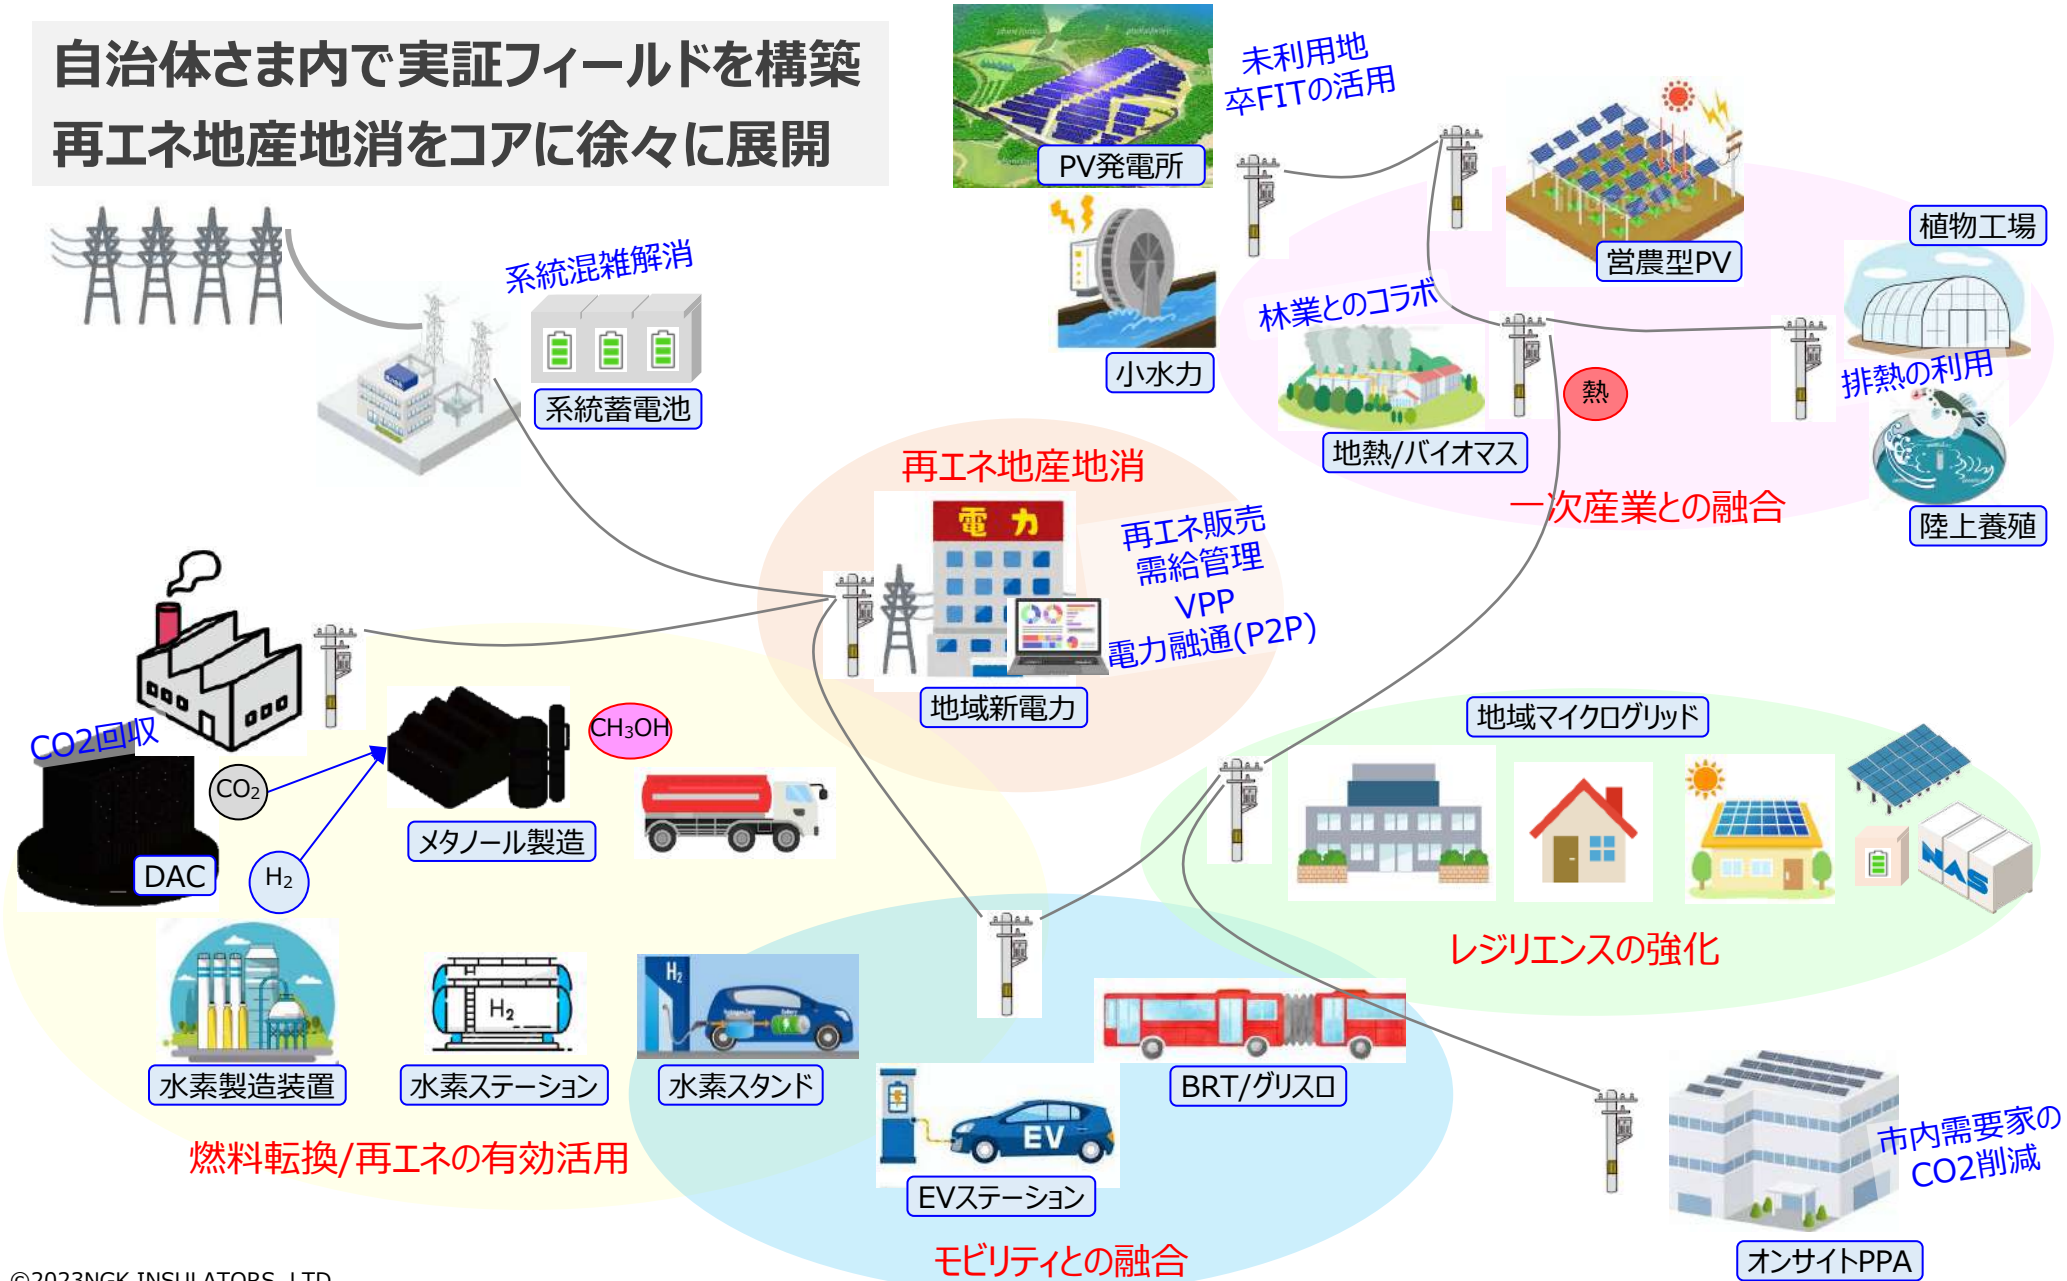 自治体さま内で実証フィールドを構築
再エネ地産地消をコアに徐々に展開
PV発電所
未利用地
卒FITの活用
営農型PV
植物工場
系統混雑解消
系統蓄電池
小水力
林業とのコラボ
地熱/バイオマス
熱
排熱の利用
陸上養殖
一次産業との融合
再エネ地産地消
電力
再エネ販売
需給管理
VPP
電力融通(P2P)
地域新電力
CO2回収
DAC
CO₂
H₂
CH₃OH
メタノール製造
地域マイクログリッド
NAS
レジリエンスの強化
H₂
H₂
水素製造装置
水素ステーション
水素スタンド
燃料転換/再エネの有効活用
EV
EVステーション
BRT/グリスロ
モビリティとの融合
市内需要家の
CO2削減
オンサイトPPA
©2023NGK INSULATORS, LTD.